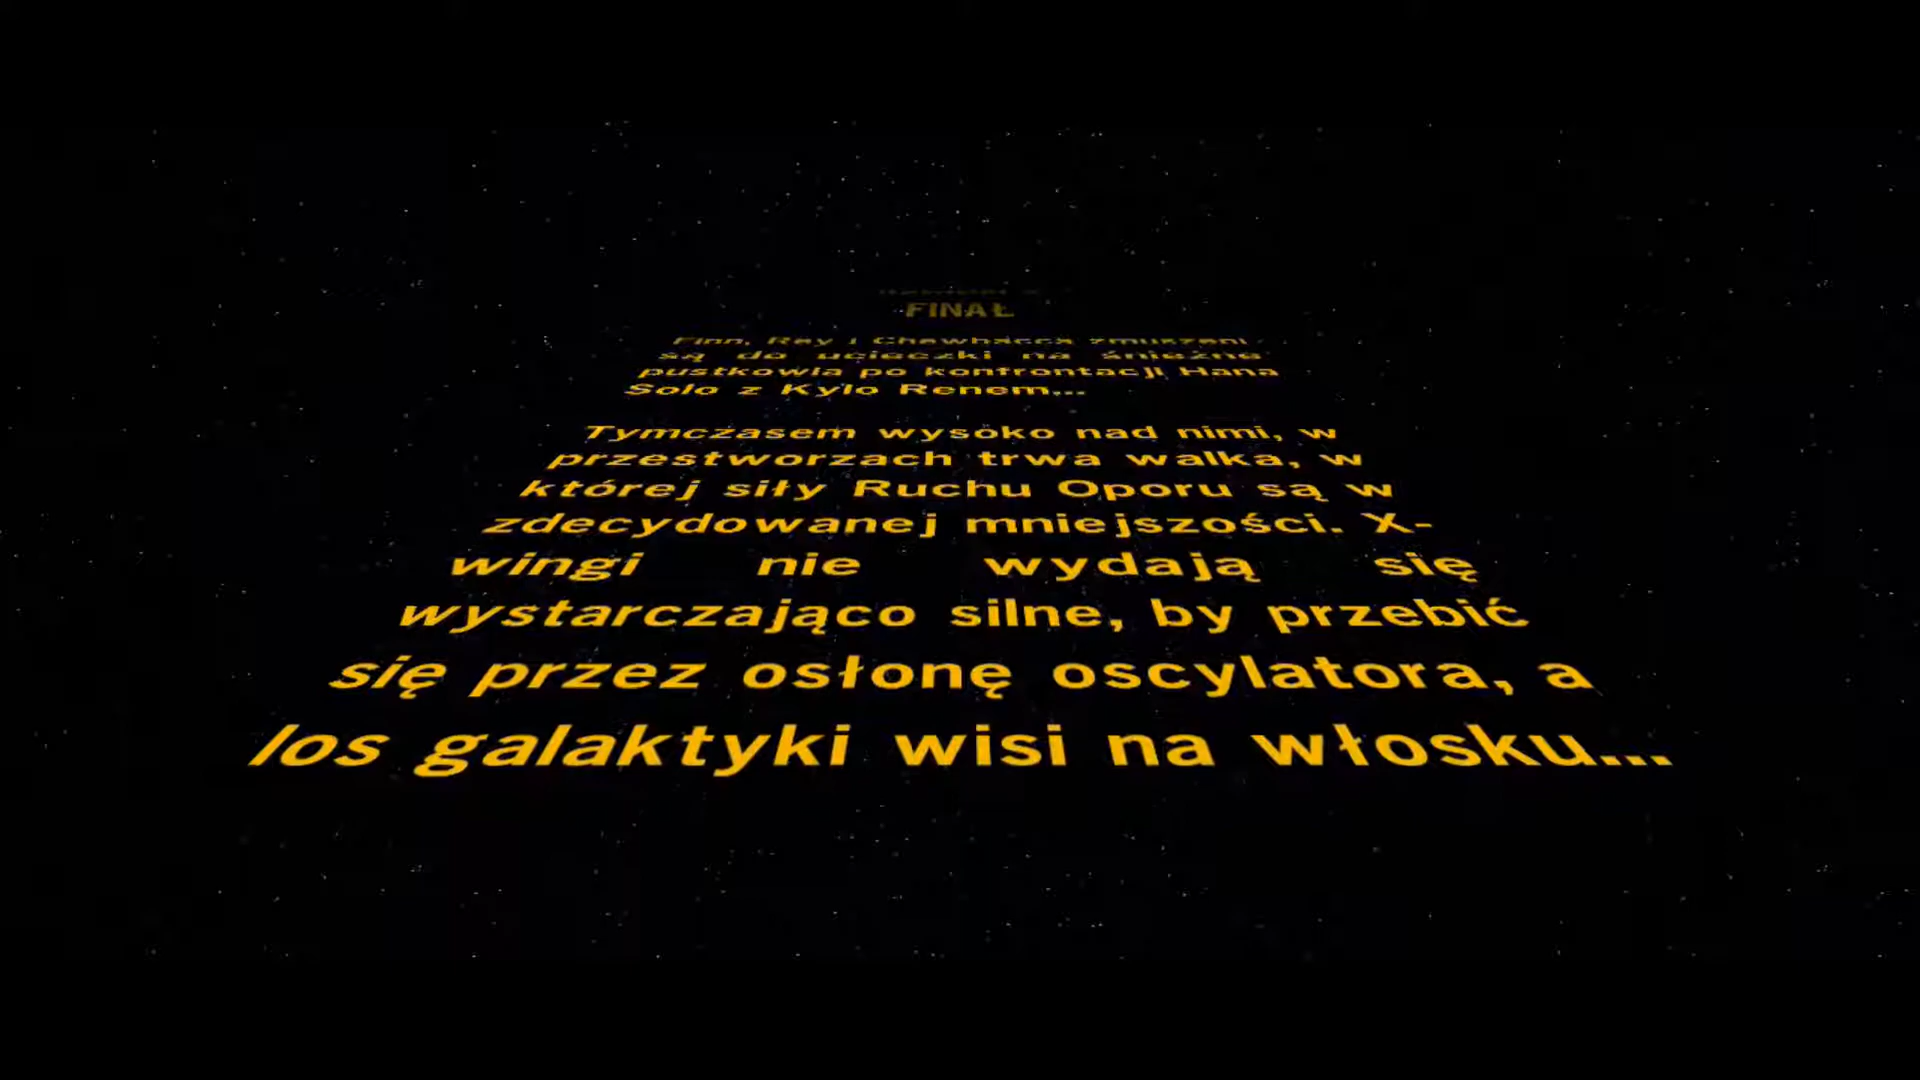 FINAŁ
Finn, Rey i Chewbacca zmuszeni
są do ucieczki na śnieżne
pustkowia po konfrontacji Hana
Solo z Kylo Renem...
Tymczasem wysoko nad nimi, w
przestworzach trwa walka, w
której siły Ruchu Oporu są w
zdecydowanej mniejszości. X-
wingi nie wydają się
wystarczająco silne, by przebić
się przez osłonę oscylatora, a
los galaktyki wisi na włosku...